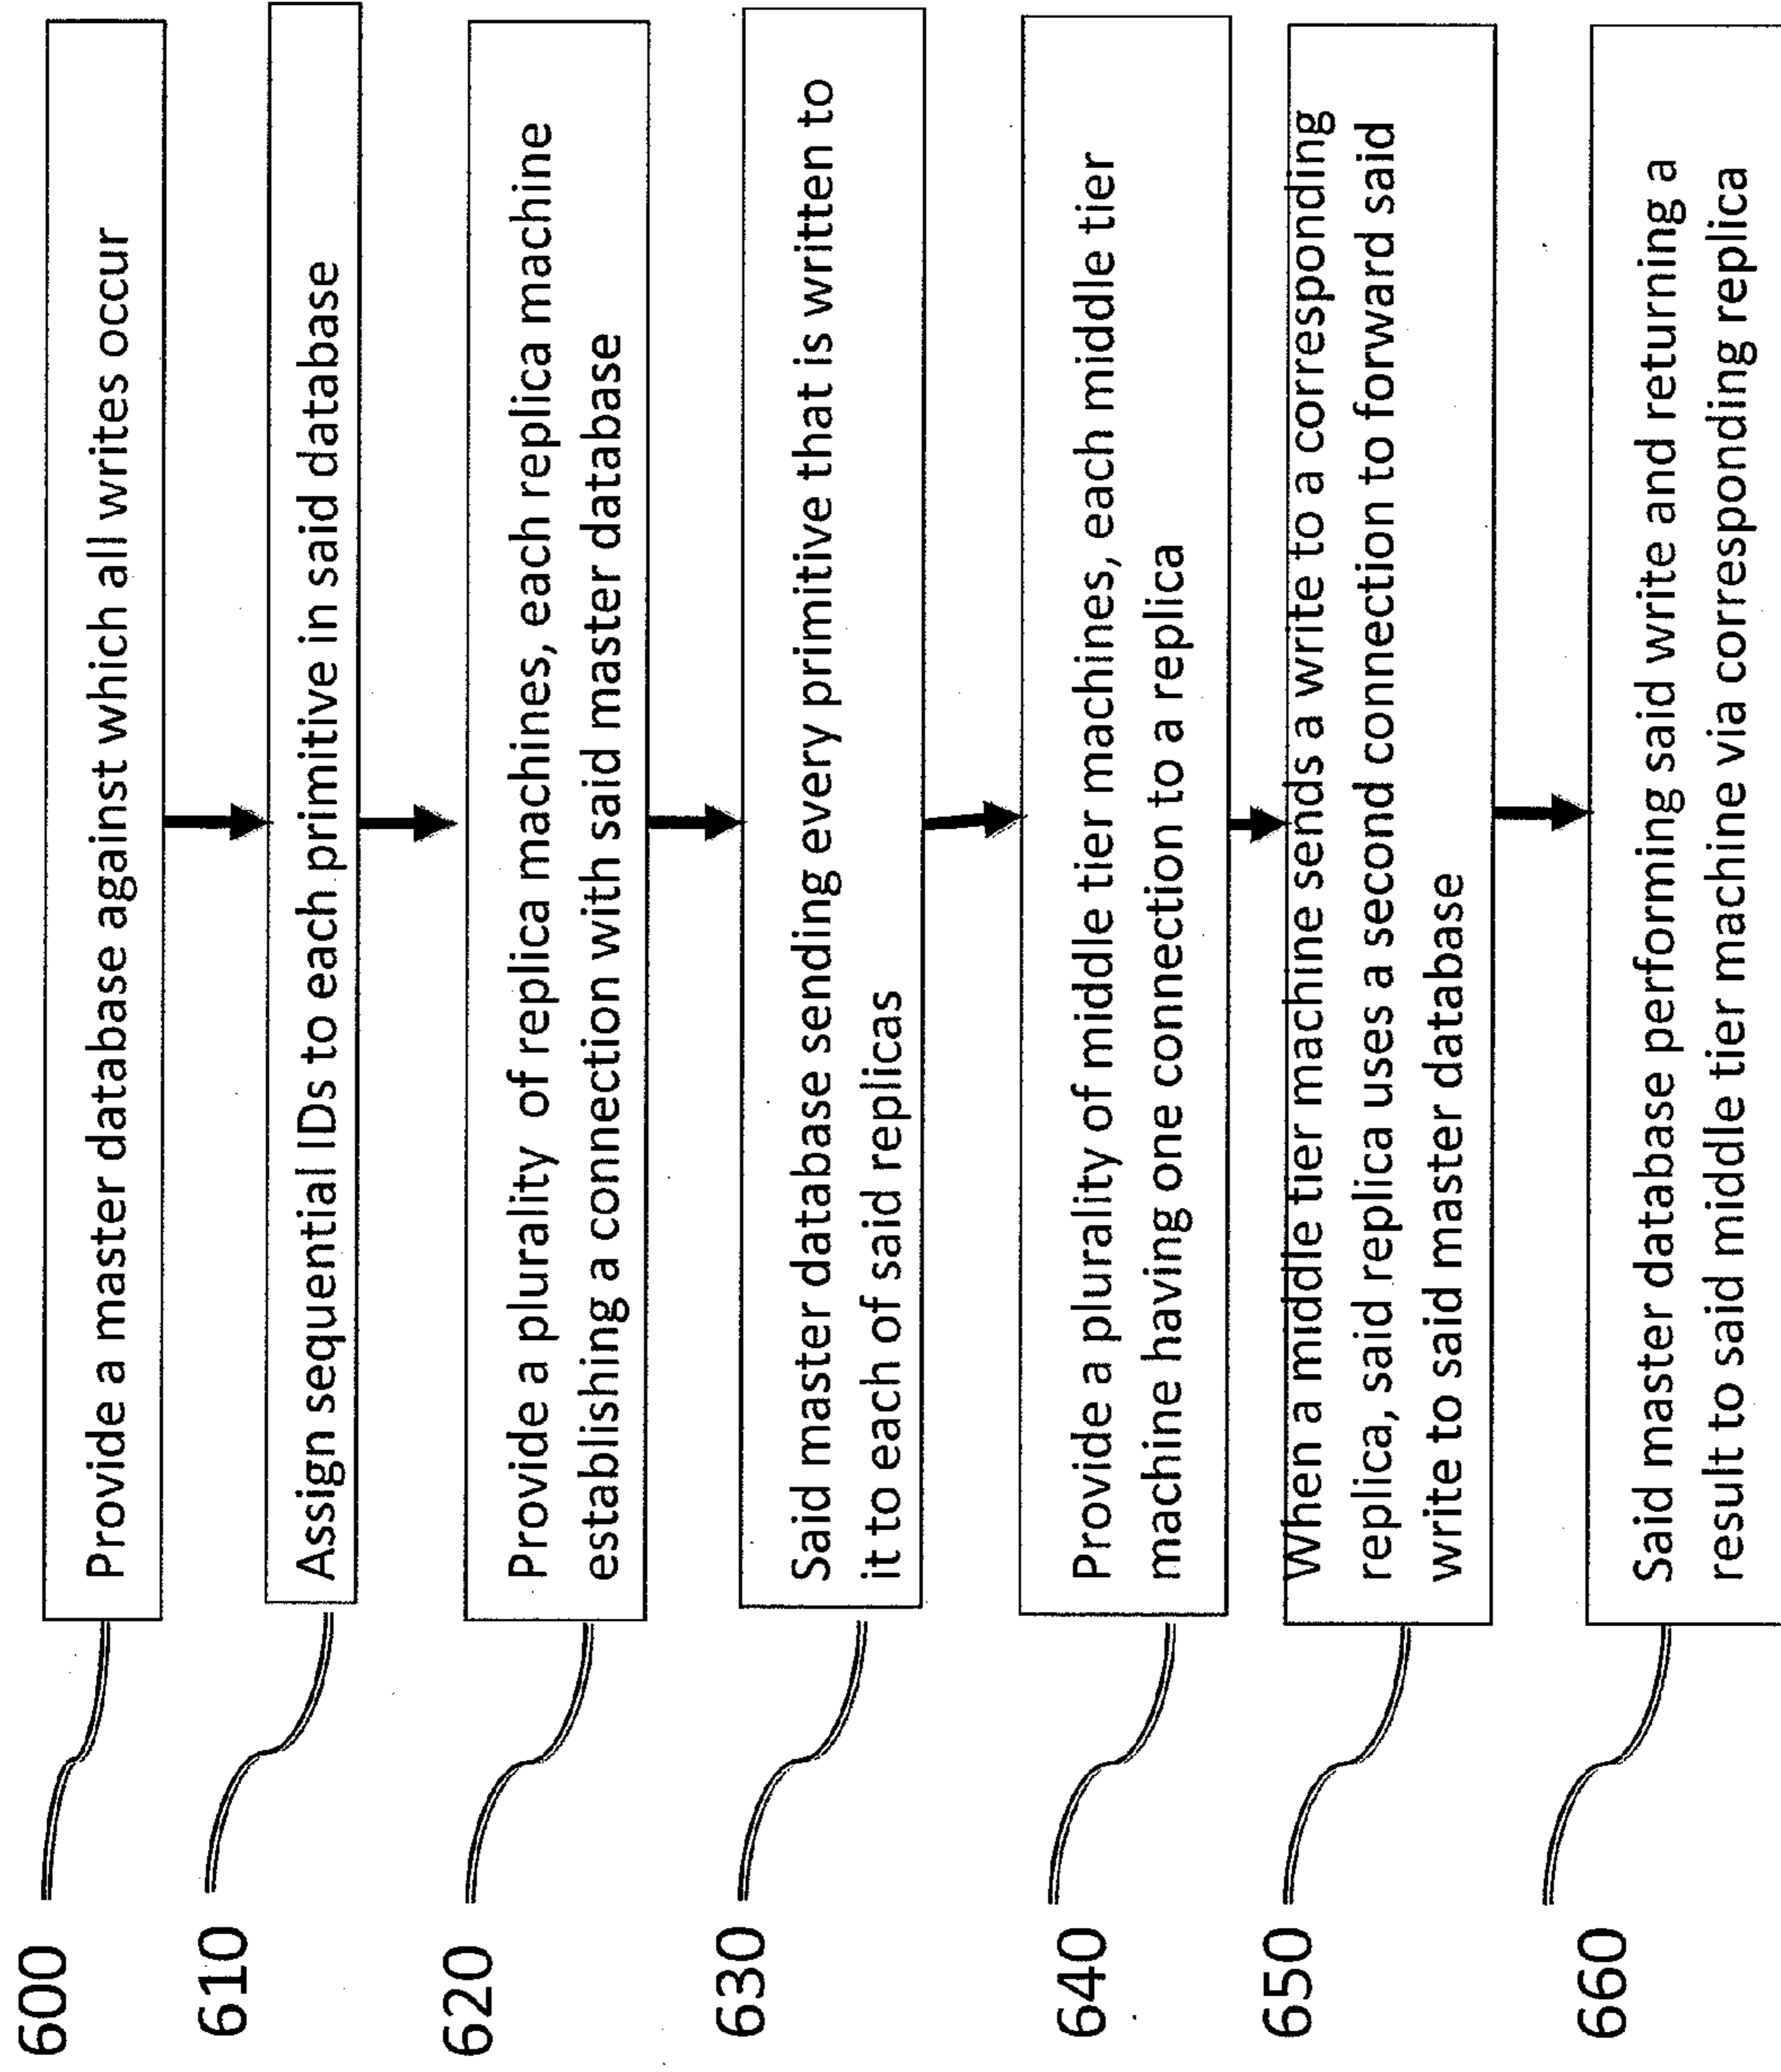 600
Provide a master database against which all writes occur
610
Assign sequential IDs to each primitive in said database
620
Provide a plurality of replica machines, each replica machine
establishing a connection with said master database
630
Said master database sending every primitive that is written to
it to each of said replicas
640
Provide a plurality of middle tier machines, each middle tier
machine having one connection to a replica
650
When a middle tier machine sends a write to a corresponding
replica, said replica uses a second connection to forward said
write to said master database
660
Said master database performing said write and returning a
result to said middle tier machine via corresponding replica